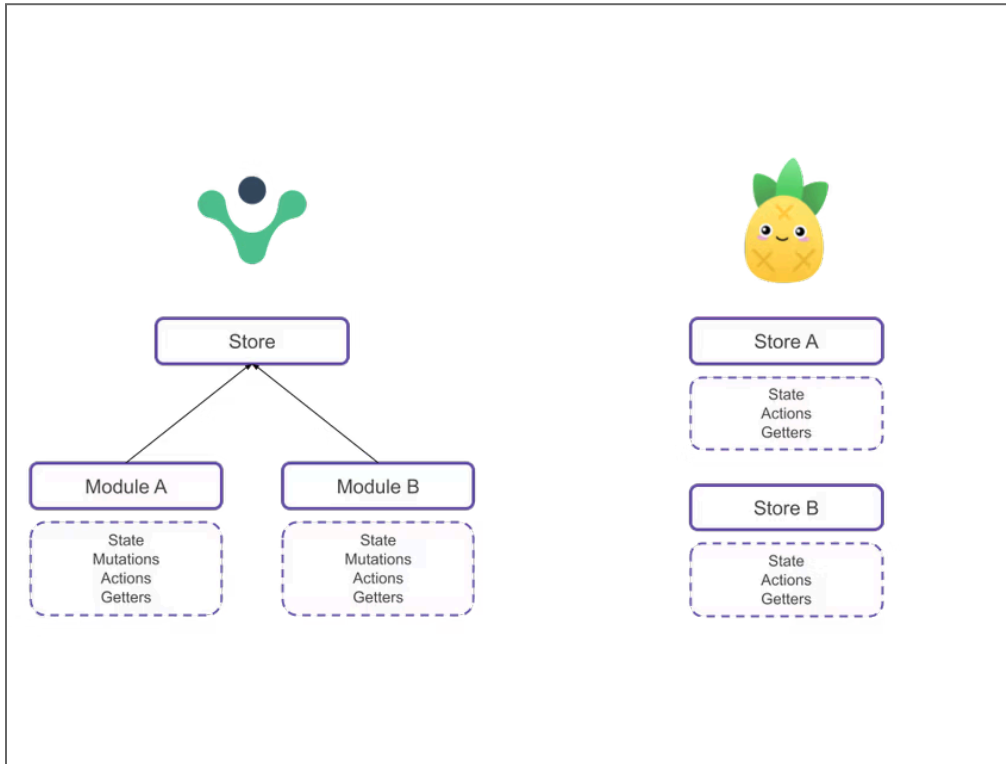 Store
Module A
State
Mutations
Actions
Getters
Module B
State
Mutations
Actions
Getters
Store A
State
Actions
Getters
Store B
State
Actions
Getters